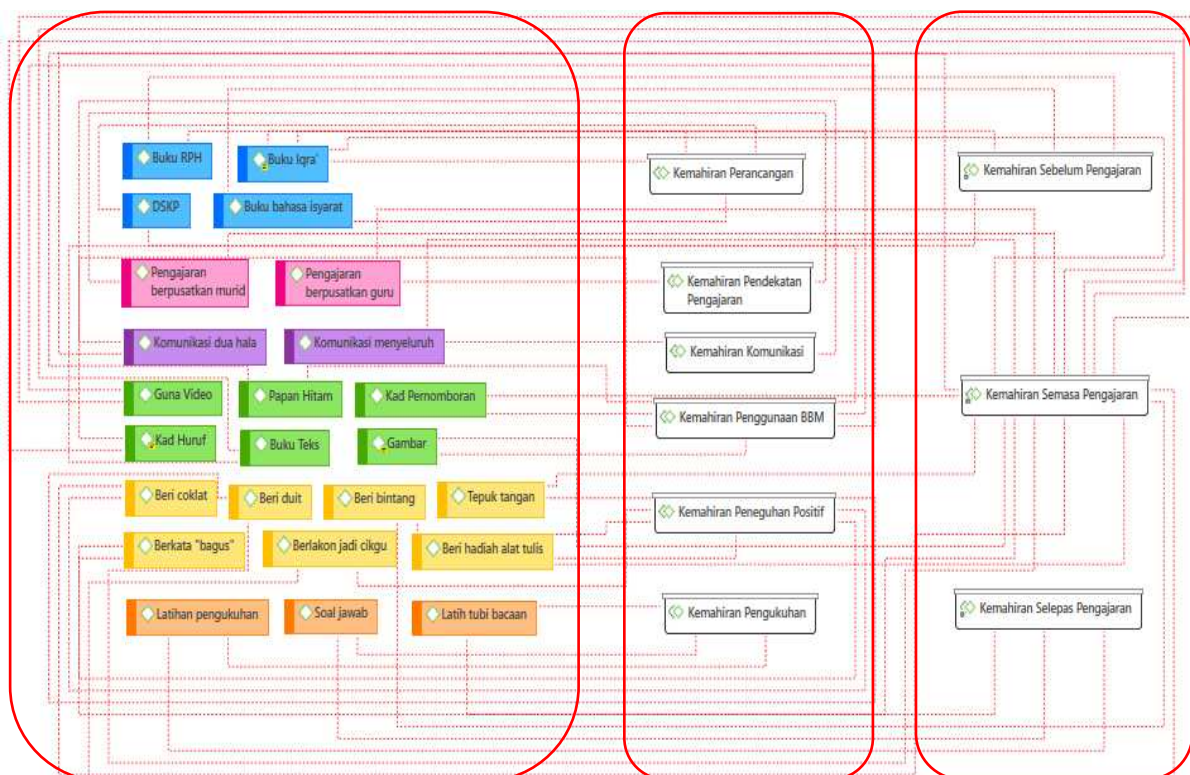 Buku RPH
Buku Iqra'
DSKP
Buku bahasa isyarat
Pengajaran
berpusatkan murid
Pengajaran
berpusatkan guru
Komunikasi dua hala
Komunikasi menyeluruh
Guna Video
Papan Hitam
Kad Pernomboran
Kad Huruf
Buku Teks
Gambar
Beri coklat
Beri duit
Beri bintang
Tepuk tangan
Berkata "bagus"
Berlakon jadi cikgu
Beri hadiah alat tulis
Latihan pengukuhan
Soal jawab
Latih tubi bacaan
Kemahiran Perancangan
Kemahiran Pendekatan
Pengajaran
Kemahiran Komunikasi
Kemahiran Penggunaan BBM
Kemahiran Peneguhan Positif
Kemahiran Pengukuhan
Kemahiran Sebelum Pengajaran
Kemahiran Semasa Pengajaran
Kemahiran Selepas Pengajaran